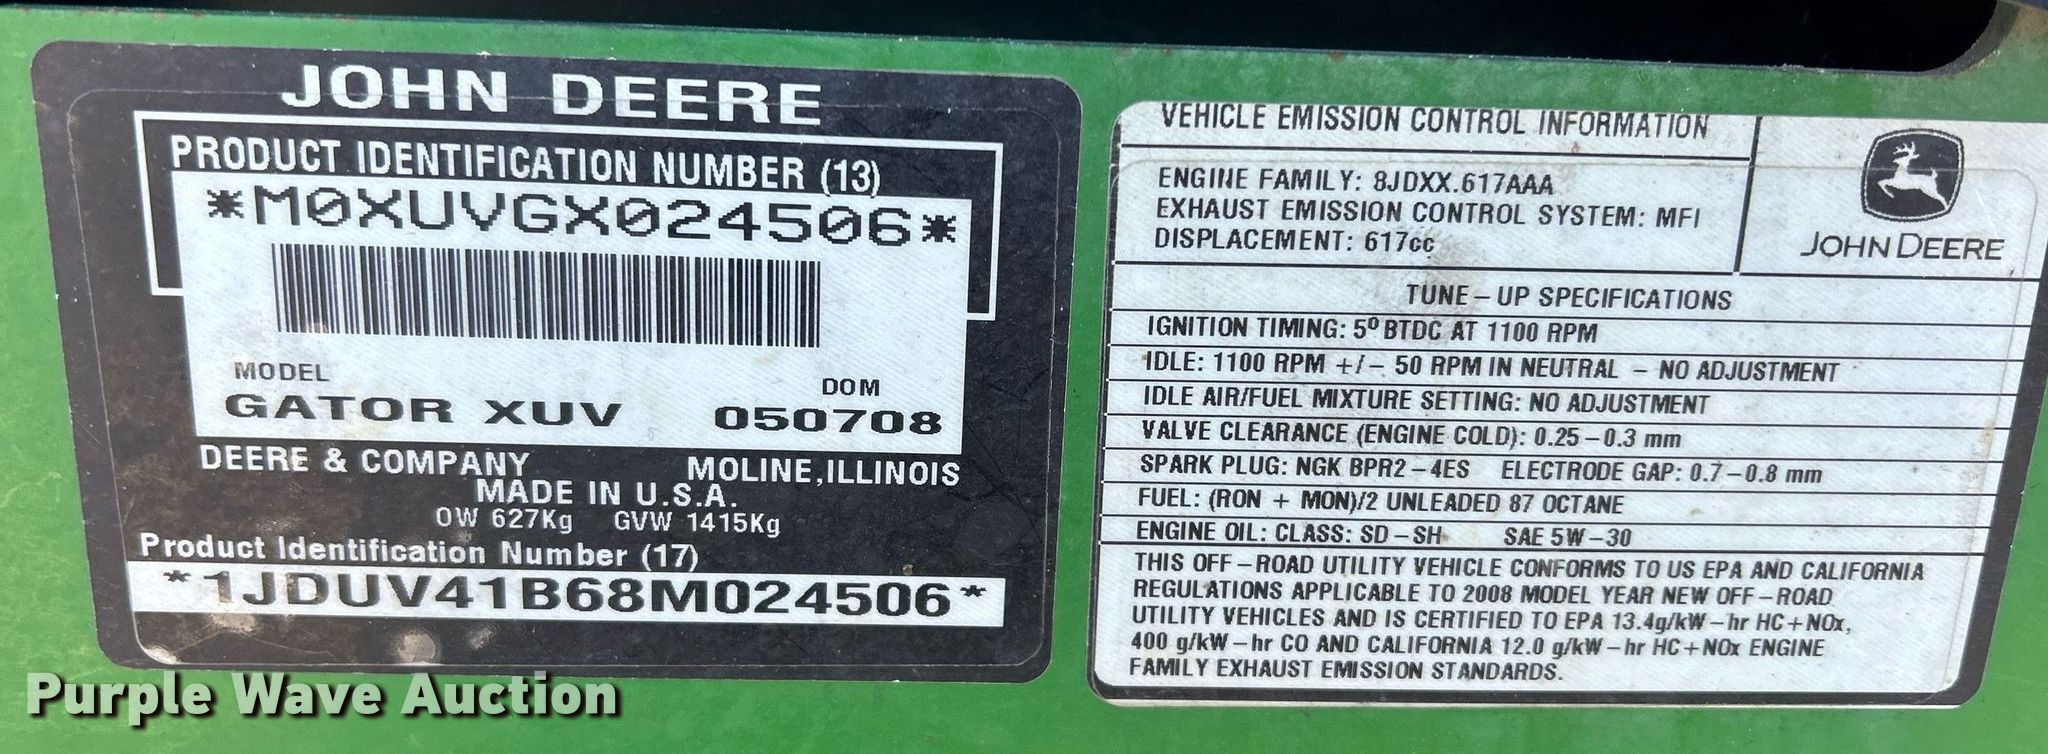 JOHN DEERE
PRODUCT IDENTIFICATION NUMBER (13)
*M0XUVGX024506*
MODEL
DOM
GATOR XUV 050708
DEERE & COMPANY MOLINE, ILLINOIS
MADE IN U.S.A.
OW 627Kg GVW 1415Kg
Product Identification Number (17)
*1JDUV41B68M024506*
VEHICLE EMISSION CONTROL INFORMATION
ENGINE FAMILY: 8JDXX.617AAA
EXHAUST EMISSION CONTROL SYSTEM: MFI
DISPLACEMENT: 617cc
JOHN DEERE
TUNE-UP SPECIFICATIONS
IGNITION TIMING: 5º BTDC AT 1100 RPM
IDLE: 1100 RPM +/- 50 RPM IN NEUTRAL - NO ADJUSTMENT
IDLE AIR/FUEL MIXTURE SETTING: NO ADJUSTMENT
VALVE CLEARANCE (ENGINE COLD): 0.25-0.3 mm
SPARK PLUG: NGK BPR2-4ES ELECTRODE GAP: 0.7-0.8 mm
FUEL: (RON + MON)/2 UNLEADED 87 OCTANE
ENGINE OIL: CLASS: SD-SH SAE 5W-30
THIS OFF-ROAD UTILITY VEHICLE CONFORMS TO US EPA AND CALIFORNIA
REGULATIONS APPLICABLE TO 2008 MODEL YEAR NEW OFF-ROAD
UTILITY VEHICLES AND IS CERTIFIED TO EPA 13.4g/kW-hr HC+NOx,
400 g/kW-hr CO AND CALIFORNIA 12.0 g/kW-hr HC+NOx ENGINE
FAMILY EXHAUST EMISSION STANDARDS.
Purple Wave Auction